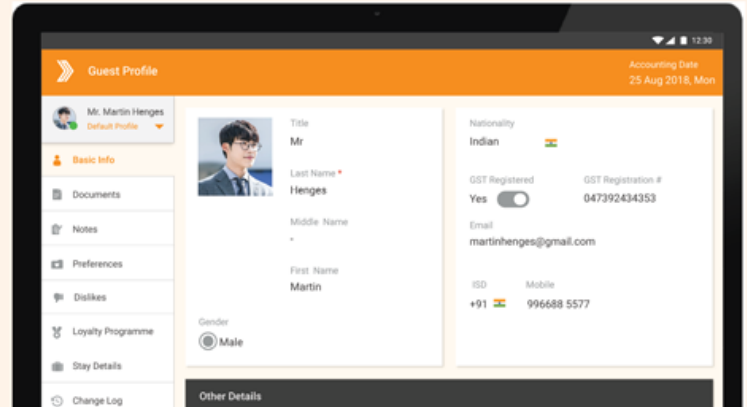 12:30
Guest Profile
Accounting Date
25 Aug 2018, Mon
Mr. Martin Henges
Default Profile
Basic Info
Documents
Notes
Preferences
Dislikes
Loyalty Programme
Stay Details
Change Log
Title
Mr
Last Name *
Henges
Middle Name
-
First Name
Martin
Gender
Male
Nationality
Indian
GST Registered GST Registration #
Yes 047392434353
Email
martinhenges@gmail.com
ISD Mobile
+91 996688 5577
Other Details